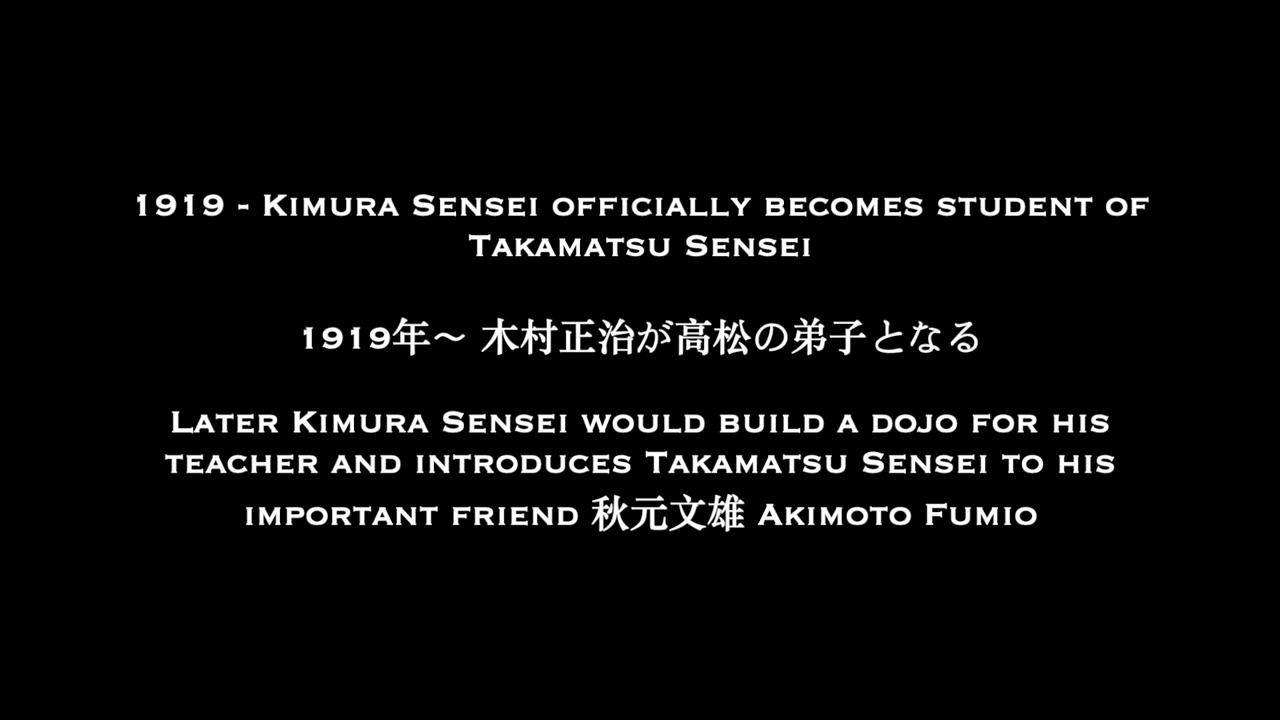 1919 - Kimura Sensei officially becomes student of
Takamatsu Sensei
1919年〜 木村正治が高松の弟子となる
Later Kimura Sensei would build a dojo for his
teacher and introduces Takamatsu Sensei to his
important friend 秋元文雄 Akimoto Fumio